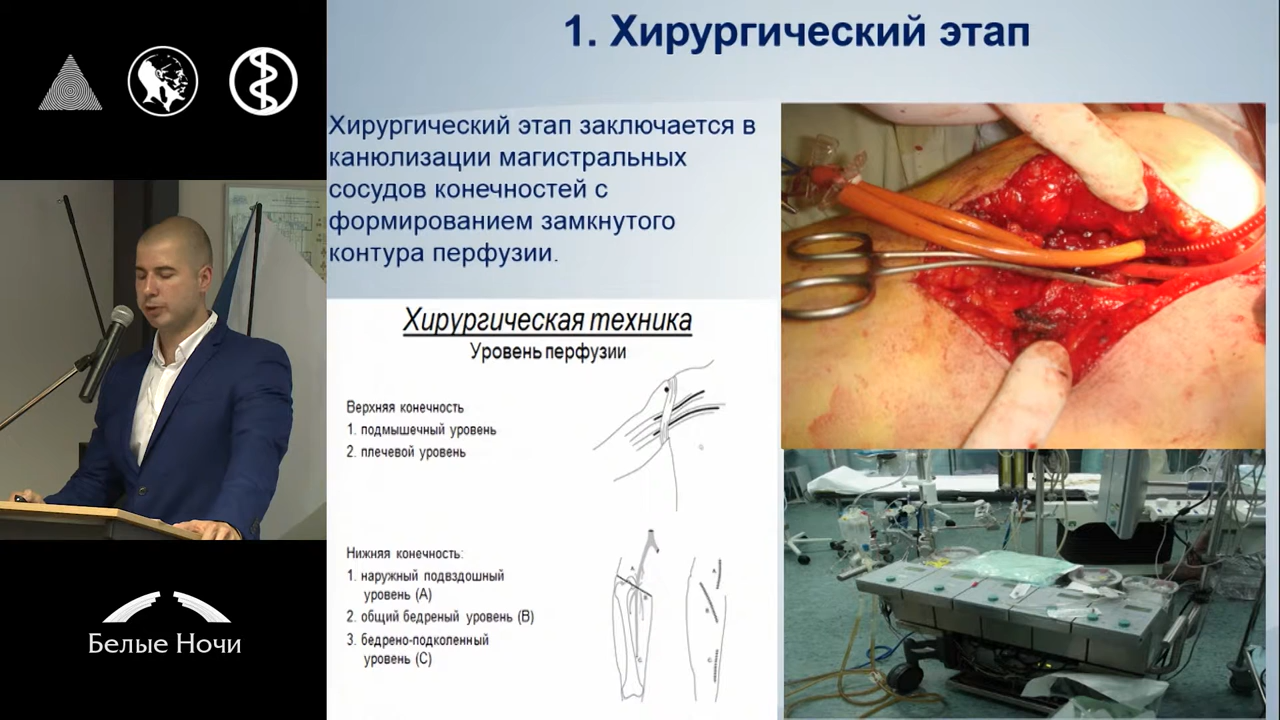 1. Хирургический этап
Хирургический этап заключается в
канюлизации магистральных
сосудов конечностей с
формированием замкнутого
контура перфузии.
Хирургическая техника
Уровень перфузии
Верхняя конечность
1. подмышечный уровень
2. плечевой уровень
Нижняя конечность:
1. наружный подвздошный
уровень (А)
2. общий бедреный уровень (В)
3. бедрено-подколенный
уровень (С)
A
B
C
A
B
C
Белые Ночи